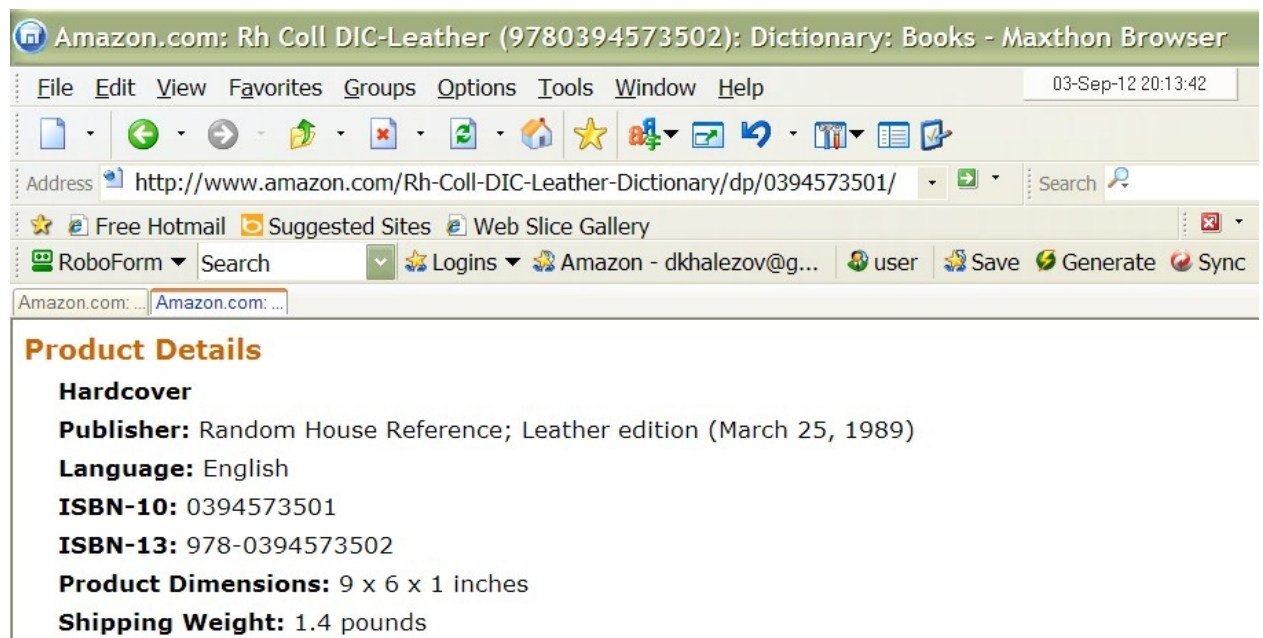 Amazon.com: Rh Coll DIC-Leather (9780394573502): Dictionary: Books - Maxthon Browser
File Edit View Favorites Groups Options Tools Window Help 03-Sep-12 20:13:42
Address http://www.amazon.com/Rh-Coll-DIC-Leather-Dictionary/dp/0394573501/ Search
Free Hotmail Suggested Sites Web Slice Gallery
RoboForm Search Logins Amazon - dkhalezov@g... user Save Generate Sync
Amazon.com: ... Amazon.com: ...
Product Details
Hardcover
Publisher: Random House Reference; Leather edition (March 25, 1989)
Language: English
ISBN-10: 0394573501
ISBN-13: 978-0394573502
Product Dimensions: 9 x 6 x 1 inches
Shipping Weight: 1.4 pounds